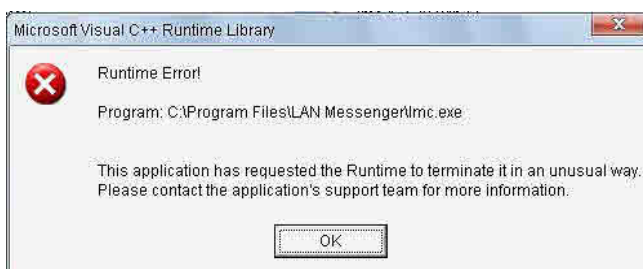 Microsoft Visual C++ Runtime Library
Runtime Error!
Program: C:\Program Files\LAN Messenger\lmc.exe
This application has requested the Runtime to terminate it in an unusual way.
Please contact the application's support team for more information.
OK